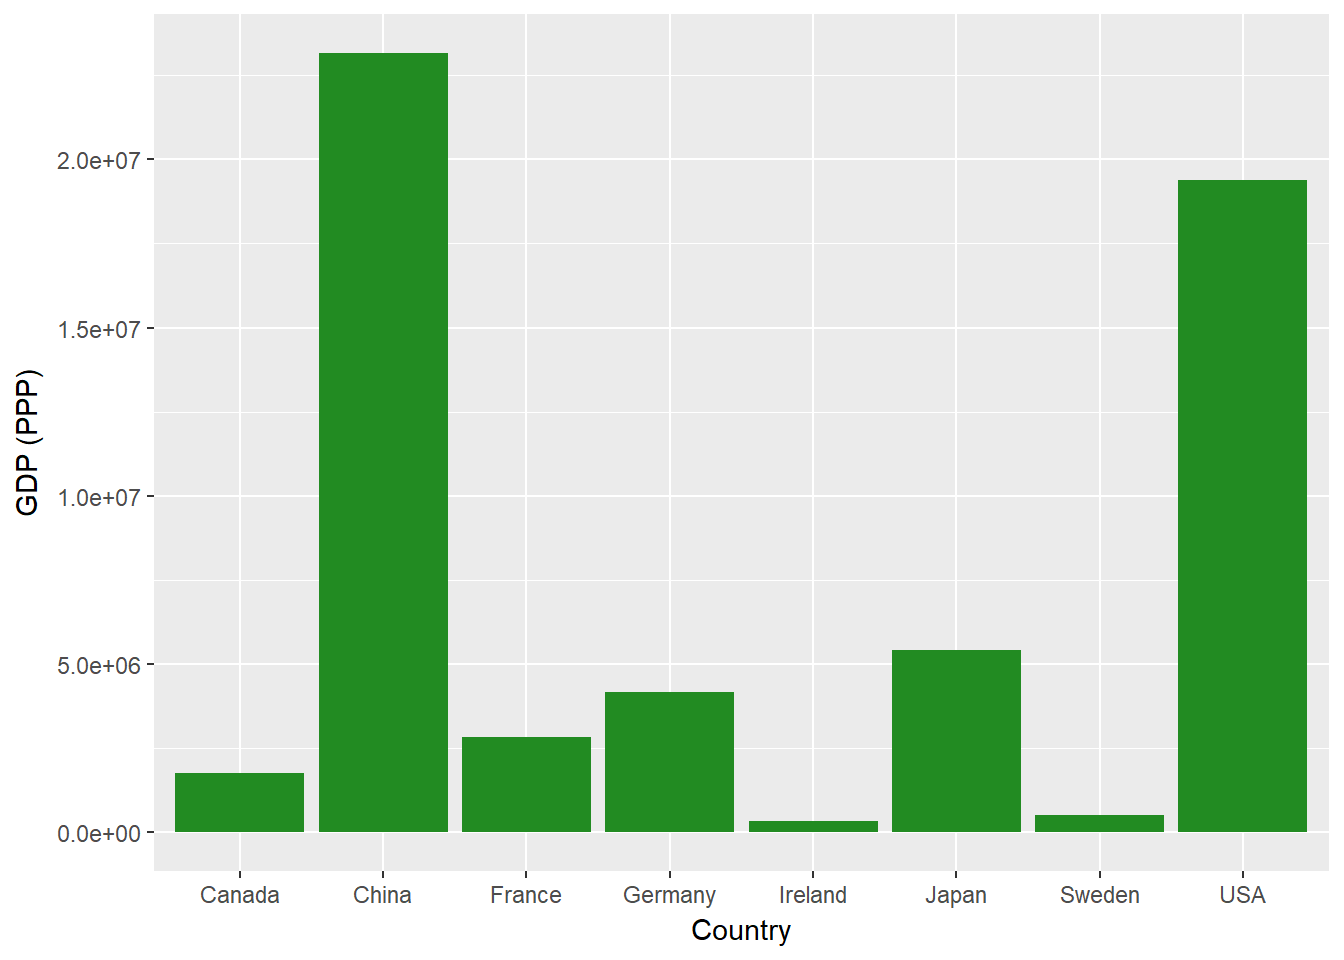 GDP (PPP)
2.0e+07
1.5e+07
1.0e+07
5.0e+06
0.0e+00
Canada China France Germany Ireland Japan Sweden USA
Country